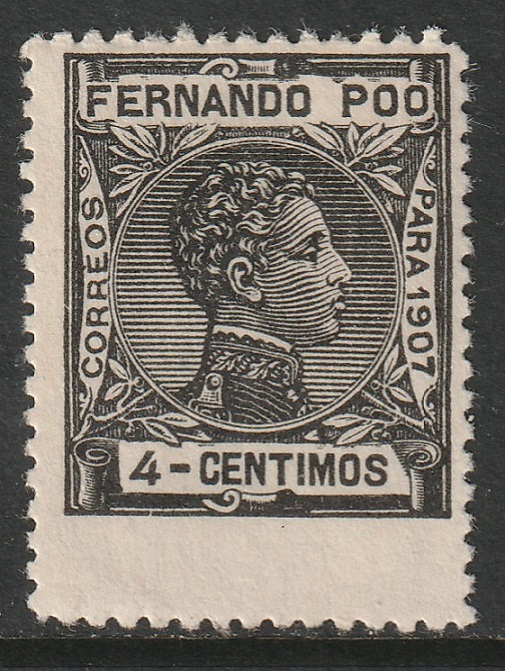 FERNANDO POO
CORREOS
PARA 1907
4-CENTIMOS